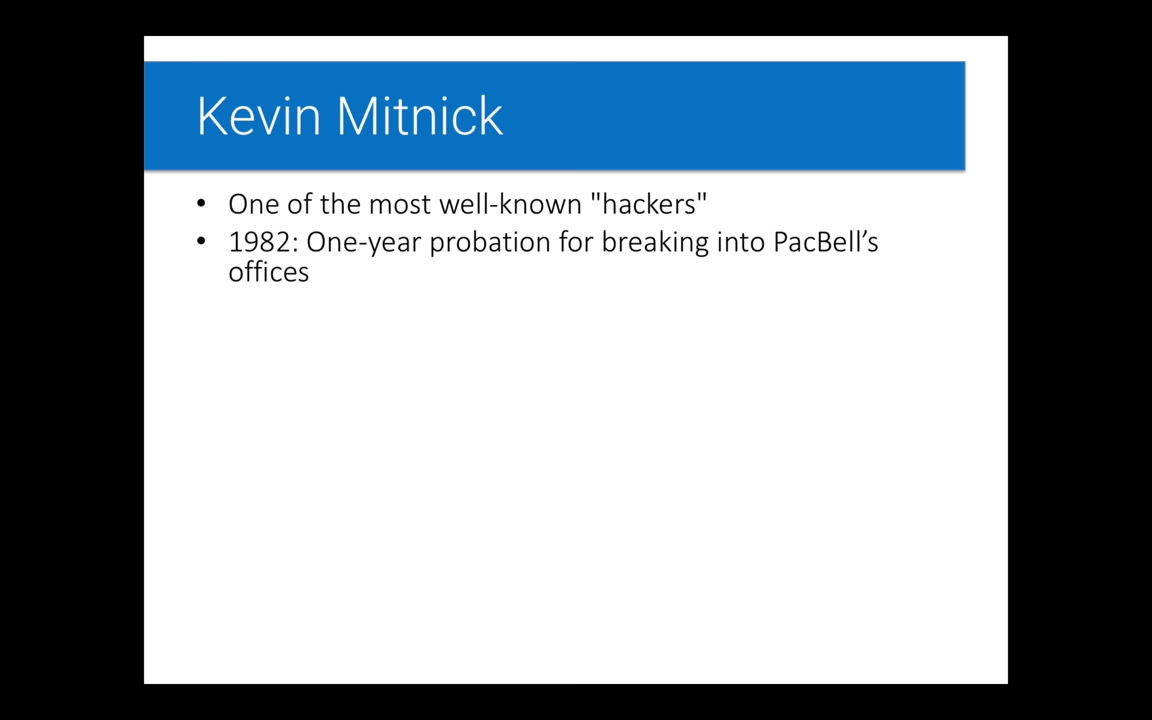 Kevin Mitnick
• One of the most well-known "hackers"
• 1982: One-year probation for breaking into PacBell’s
offices